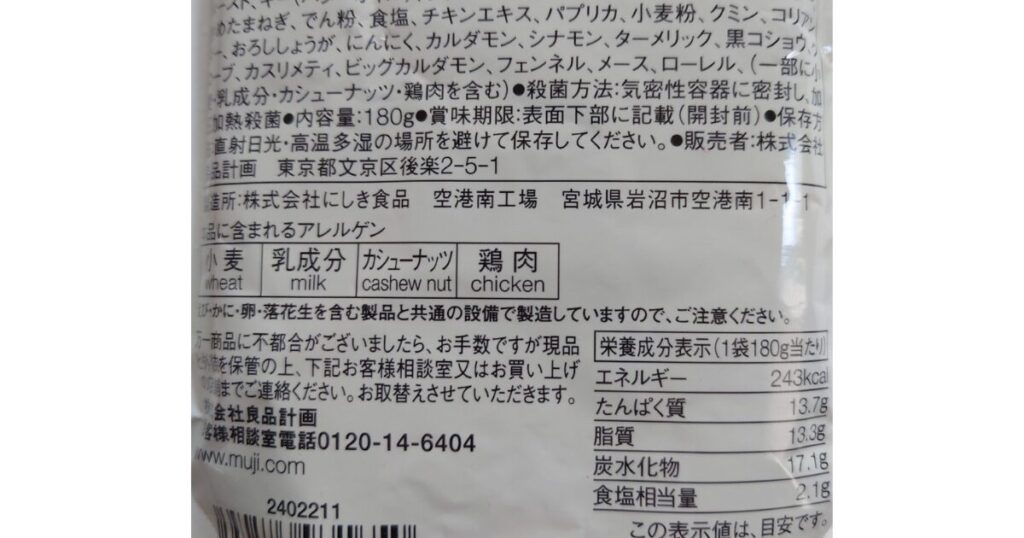 めたまねぎ、でん粉、食塩、チキンエキス、パプリカ、小麦粉、クミン、コリアン
ー、おろししょうが、にんにく、カルダモン、シナモン、ターメリック、黒コショウ、
ーブ、カスリメティ、ビッグカルダモン、フェンネル、メース、ローレル、(一部に小
・乳成分・カシューナッツ・鶏肉を含む)●殺菌方法:気密性容器に密封し、加
加熱殺菌●内容量:180g●賞味期限:表面下部に記載(開封前)●保存方
直射日光・高温多湿の場所を避けて保存してください。●販売者:株式会社
良品計画 東京都文京区後楽2-5-1
製造所:株式会社にしき食品 空港南工場 宮城県岩沼市空港南1-1-1
品に含まれるアレルゲン
小麦 乳成分 カシューナッツ 鶏肉
wheat milk cashew nut chicken
えび・かに・卵・落花生を含む製品と共通の設備で製造していますので、ご注意ください。
万一商品に不都合がございましたら、お手数ですが現品
を保管の上、下記お客様相談室又はお買い上げ
までご連絡ください。お取替えさせていただきます。
会社良品計画
客様相談室電話0120-14-6404
www.muji.com
2402211
栄養成分表示(1袋180g当たり)
エネルギー 243kcal
たんぱく質 13.7g
脂質 13.3g
炭水化物 17.1g
食塩相当量 2.1g
この表示値は、目安です。